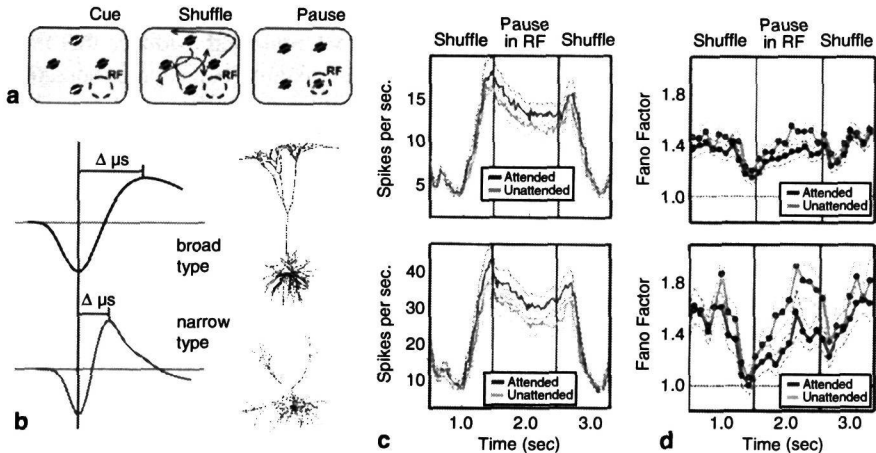 Cue
Shuffle
Pause
RF
RF
RF
a
Δ μs
broad
type
Δ μs
narrow
type
b
Shuffle
Pause
in RF
Shuffle
Spikes per sec.
15
10
5
Attended
Unattended
Spikes per sec.
40
30
20
10
Attended
Unattended
1.0
2.0
3.0
Time (sec)
c
Shuffle
Pause
in RF
Shuffle
Fano Factor
1.8
1.4
1.0
Attended
Unattended
Fano Factor
1.8
1.4
1.0
Attended
Unattended
1.0
2.0
3.0
Time (sec)
d